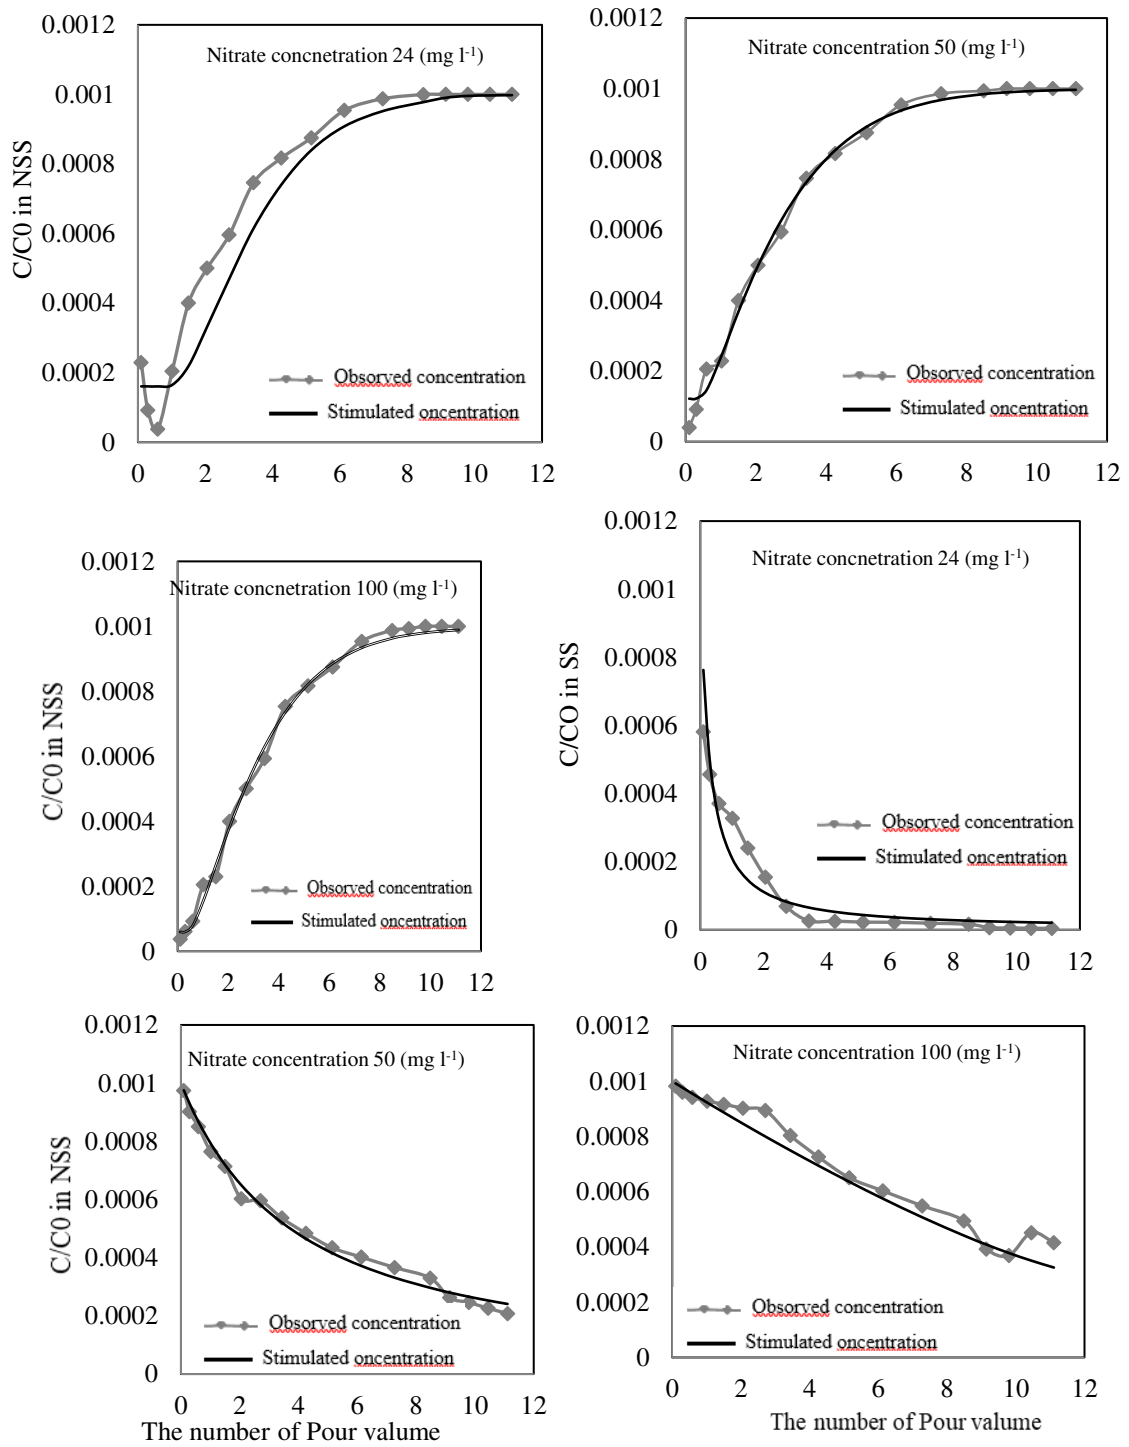 0.0012
Nitrate concnetration 24 (mg l-1)
0.001
0.0008
0.0006
0.0004
0.0002
0
C/C0 in NSS
Obsorved concentration
Stimulated oncentration
0 2 4 6 8 10 12
0.0012
Nitrate concentration 50 (mg l-1)
0.001
0.0008
0.0006
0.0004
0.0002
0
Obsorved concentration
Stimulated oncentration
0 2 4 6 8 10 12
0.0012
Nitrate concnetration 100 (mg l-1)
0.001
0.0008
0.0006
0.0004
0.0002
0
C/C0 in NSS
Obsorved concentration
Stimulated oncentration
0 2 4 6 8 10 12
0.0012
Nitrate concnetration 24 (mg l-1)
0.001
0.0008
0.0006
0.0004
0.0002
0
C/CO in SS
Obsorved concentration
Stimulated oncentration
0 2 4 6 8 10 12
0.0012
Nitrate concentration 50 (mg l-1)
0.001
0.0008
0.0006
0.0004
0.0002
0
C/C0 in NSS
Obsorved concentration
Stimulated oncentration
0 2 4 6 8 10 12
The number of Pour valume
0.0012
Nitrate concentration 100 (mg l-1)
0.001
0.0008
0.0006
0.0004
0.0002
0
Obsorved concentration
Stimulated oncentration
0 2 4 6 8 10 12
The number of Pour valume